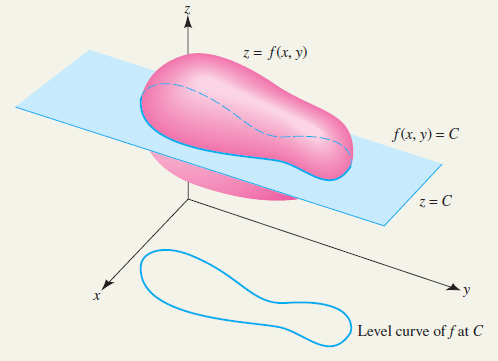 z
z = f(x, y)
f(x, y) = C
z = C
y
x
Level curve of f at C